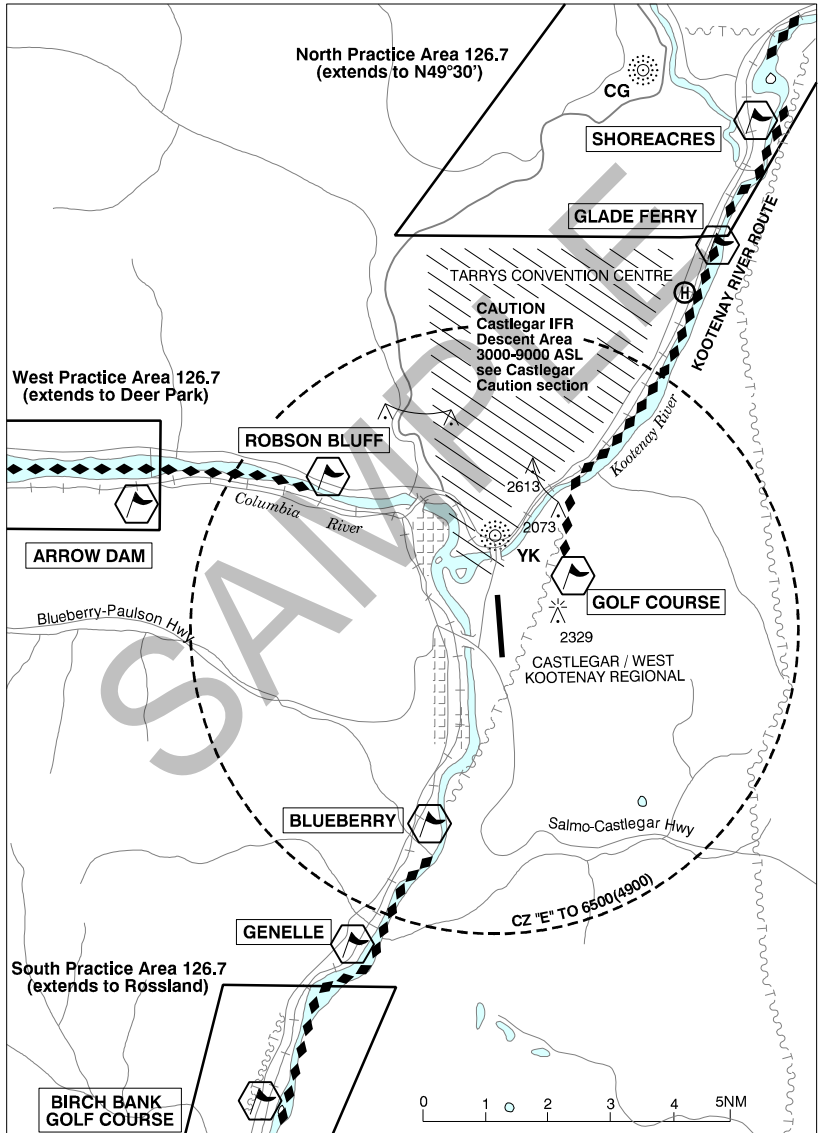 North Practice Area 126.7
(extends to N49°30')
CG
SHOREACRES
GLADE FERRY
KOOTENAY RIVER ROUTE
TARRYS CONVENTION CENTRE
H
CAUTION
Castlegar IFR
Descent Area
3000-9000 ASL
see Castlegar
Caution section
West Practice Area 126.7
(extends to Deer Park)
ROBSON BLUFF
Kootenay River
2613
Columbia River
2073
ARROW DAM
YK
GOLF COURSE
Blueberry-Paulson Hwy
2329
CASTLEGAR / WEST
KOOTENAY REGIONAL
SAMPLE
BLUEBERRY
Salmo-Castlegar Hwy
CZ "E" TO 6500(4900)
GENELLE
South Practice Area 126.7
(extends to Rossland)
BIRCH BANK
GOLF COURSE
0 1 2 3 4 5NM
T
T
T
T
T
T
T
T
T
T
T